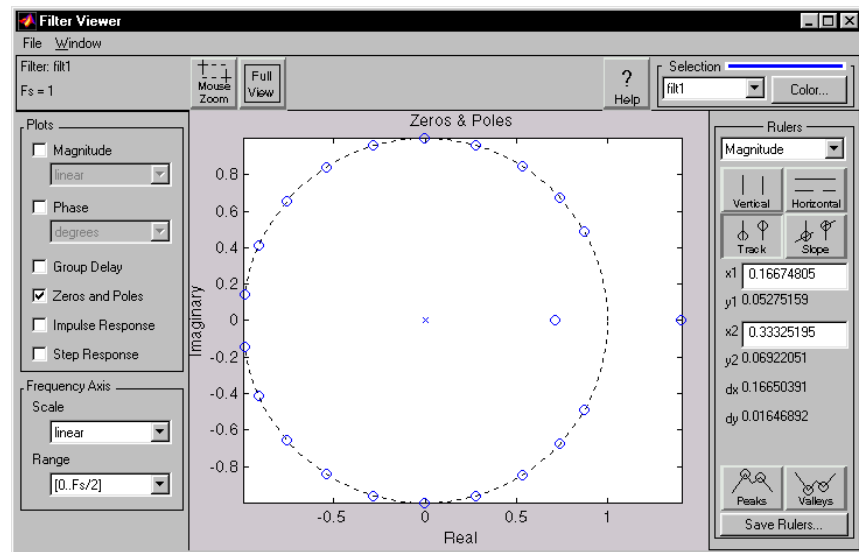 Filter Viewer
File Window
Filter: filt1
Fs = 1
Mouse
Zoom
Full
View
?
Help
Selection
filt1
Color...
Plots
Magnitude
linear
Phase
degrees
Group Delay
Zeros and Poles
Impulse Response
Step Response
Frequency Axis
Scale
linear
Range
[0..Fs/2]
Zeros & Poles
0.8
0.6
0.4
0.2
0
-0.2
-0.4
-0.6
-0.8
Imaginary
-0.5 0 0.5 1
Real
Rulers
Magnitude
Vertical Horizontal
Track Slope
x1 0.16674805
y1 0.05275159
x2 0.33325195
y2 0.06922051
dx 0.16650391
dy 0.01646892
Peaks Valleys
Save Rulers...